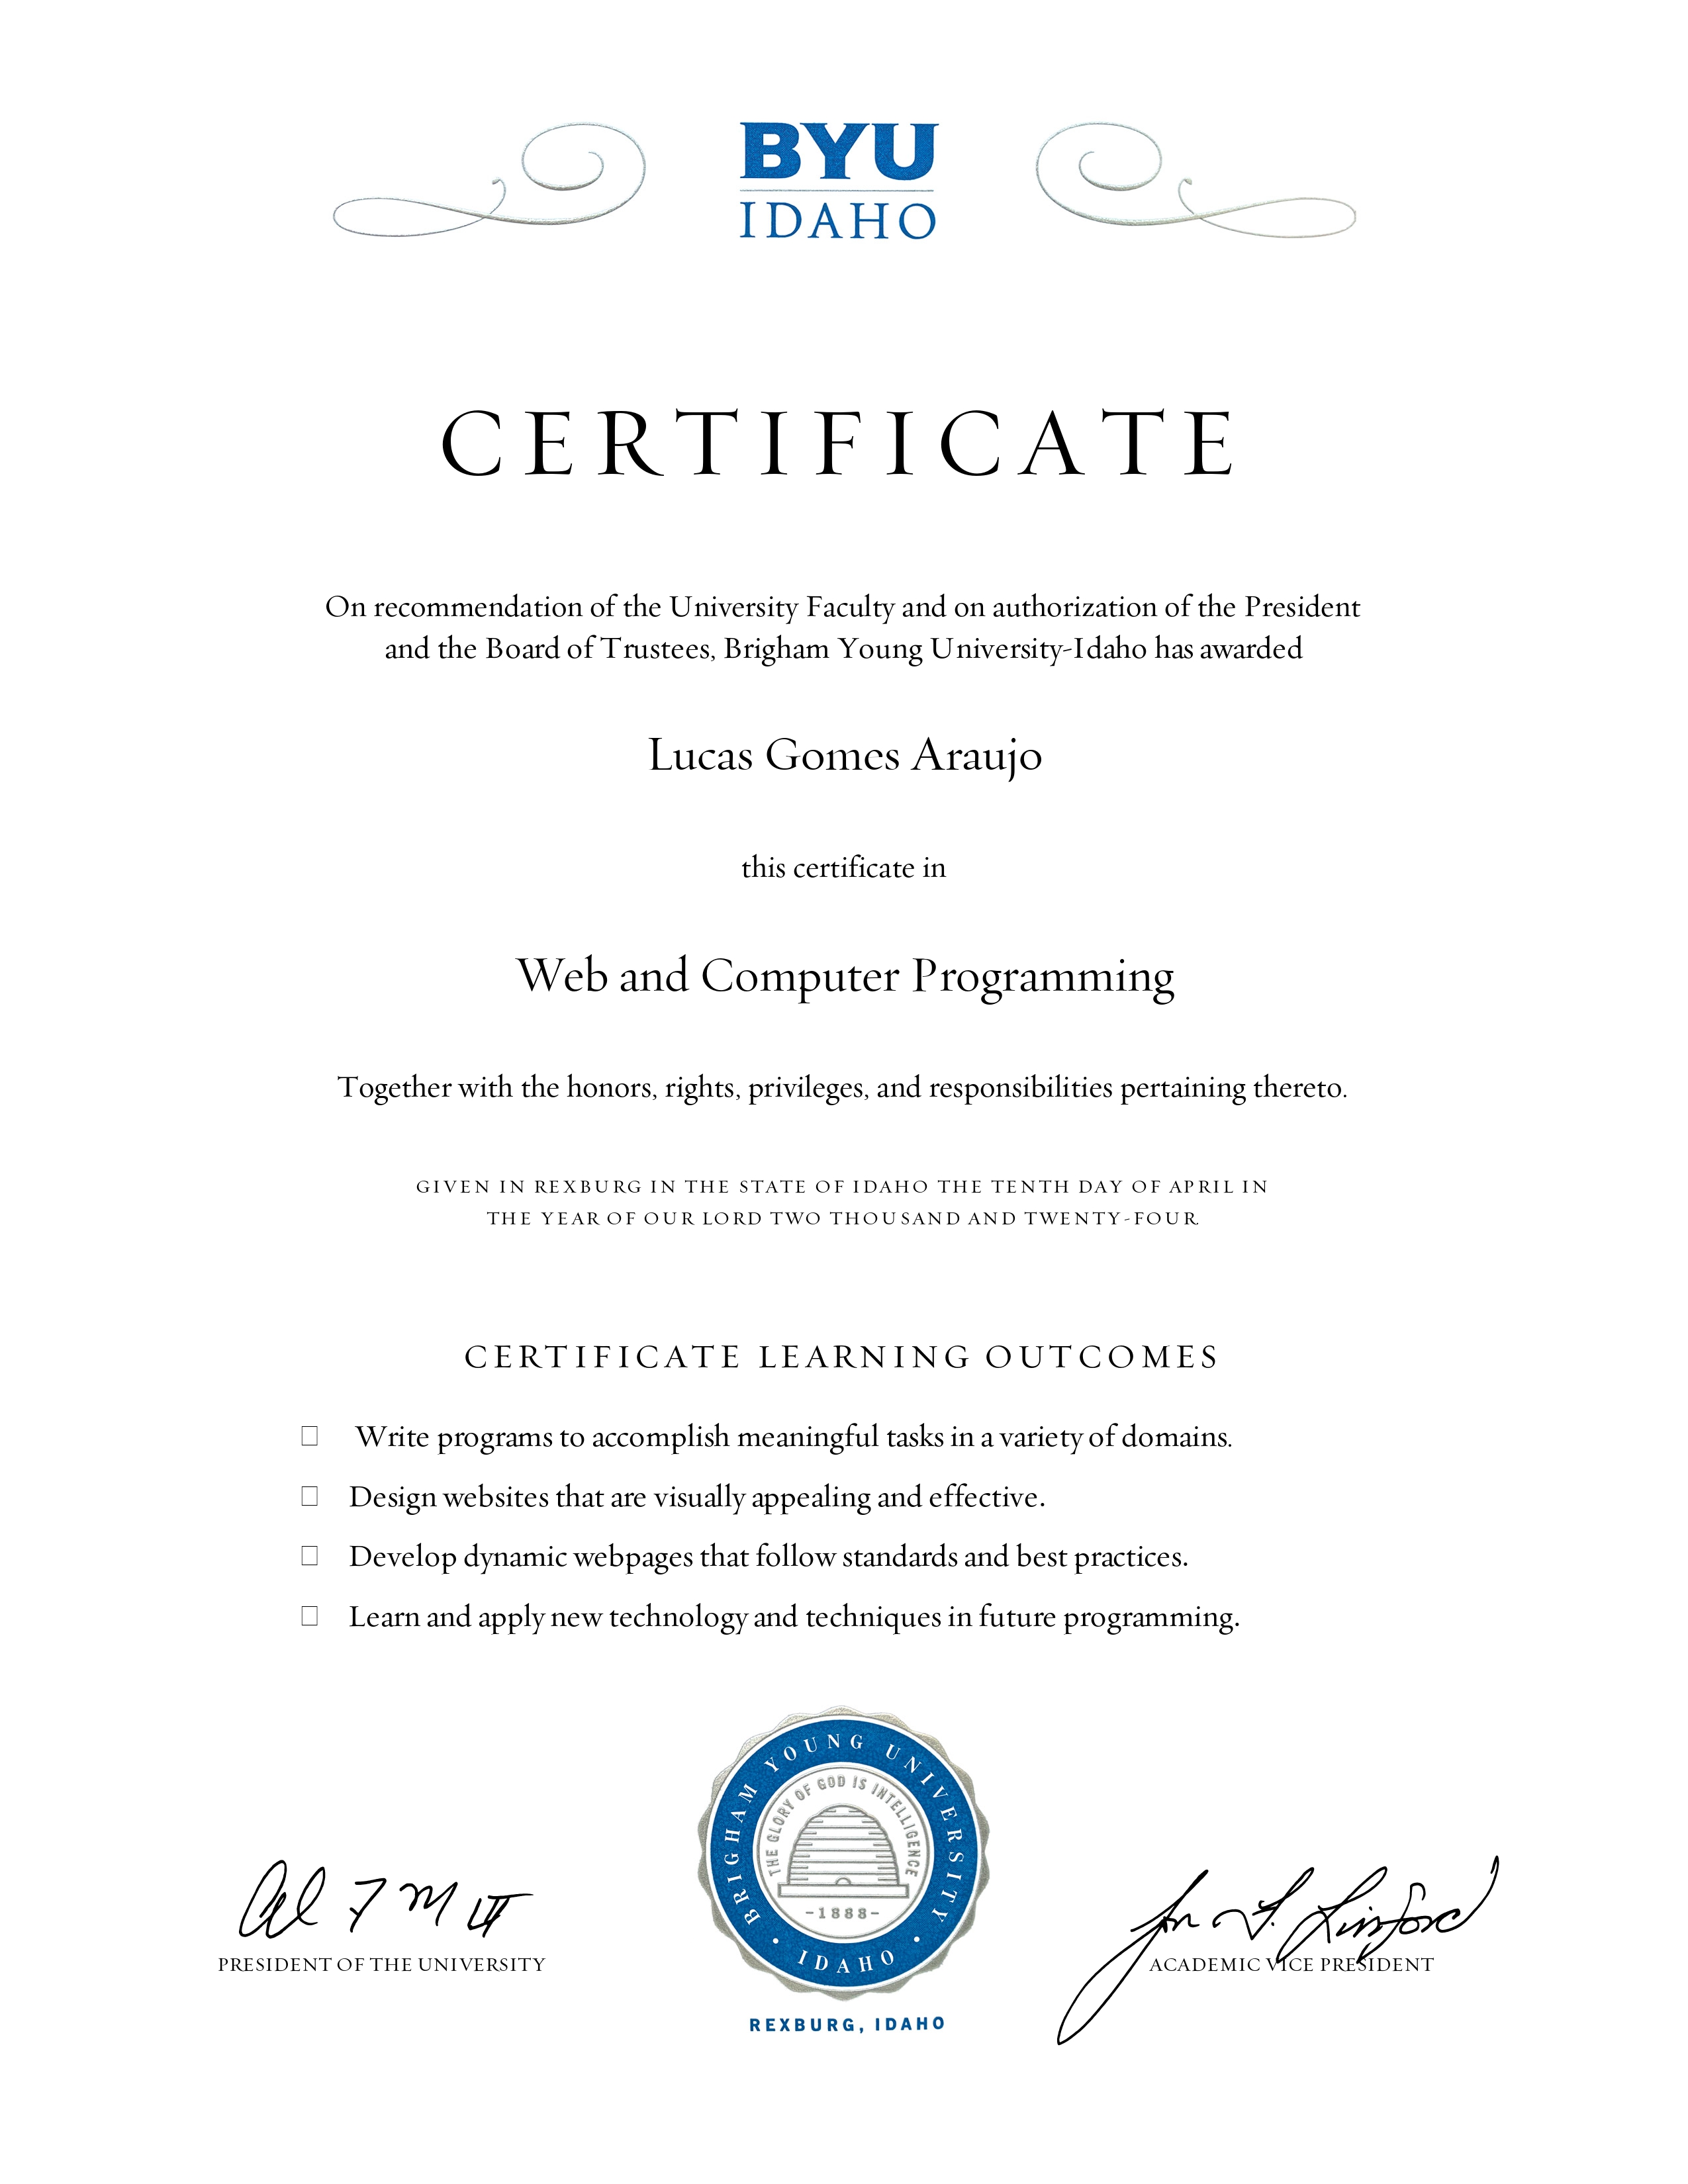 BYU
IDAHO
CERTIFICATE
On recommendation of the University Faculty and on authorization of the President
and the Board of Trustees, Brigham Young University-Idaho has awarded
Lucas Gomes Araujo
this certificate in
Web and Computer Programming
Together with the honors, rights, privileges, and responsibilities pertaining thereto.
GIVEN IN REXBURG IN THE STATE OF IDAHO THE TENTH DAY OF APRIL IN
THE YEAR OF OUR LORD TWO THOUSAND AND TWENTY-FOUR
CERTIFICATE LEARNING OUTCOMES
Write programs to accomplish meaningful tasks in a variety of domains.
Design websites that are visually appealing and effective.
Develop dynamic webpages that follow standards and best practices.
Learn and apply new technology and techniques in future programming.
BRIGHAM YOUNG UNIVERSITY
THE GLORY OF GOD IS INTELLIGENCE
-1888-
• IDAHO •
PRESIDENT OF THE UNIVERSITY
ACADEMIC VICE PRESIDENT
REXBURG, IDAHO